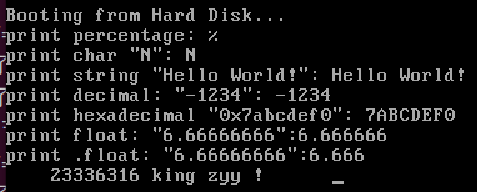 Booting from Hard Disk...
print percentage: %
print char "N": N
print string "Hello World!": Hello World!
print decimal: "-1234": -1234
print hexadecimal "0x7abcdef0": 7ABCDEF0
print float: "6.66666666":6.666666
print .float: "6.66666666":6.666
23336316 king zyy !